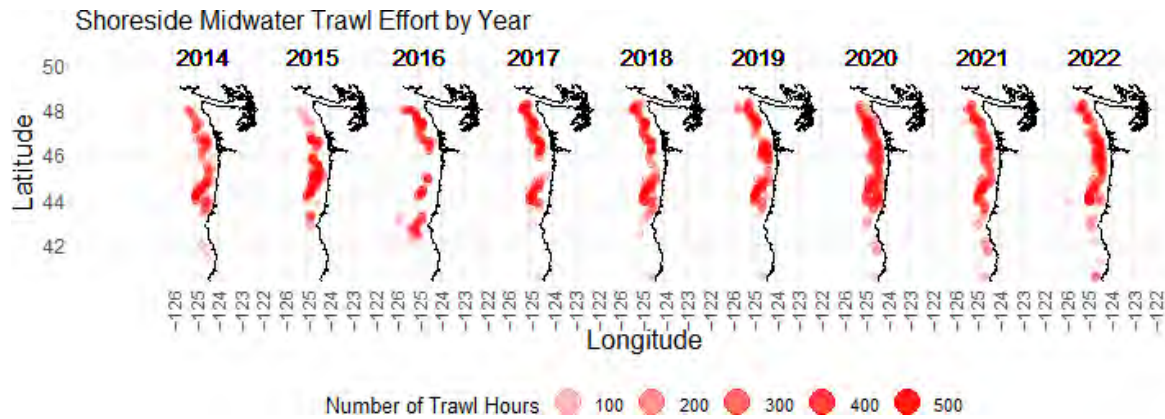 Shoreside Midwater Trawl Effort by Year
2014 2015 2016 2017 2018 2019 2020 2021 2022
50
48
46
44
42
Latitude
−126 −125 −124 −123 −122 −126 −125 −124 −123 −122 −126 −125 −124 −123 −122 −126 −125 −124 −123 −122 −126 −125 −124 −123 −122 −126 −125 −124 −123 −122 −126 −125 −124 −123 −122 −126 −125 −124 −123 −122 −126 −125 −124 −123 −122
Longitude
Number of Trawl Hours 100 200 300 400 500